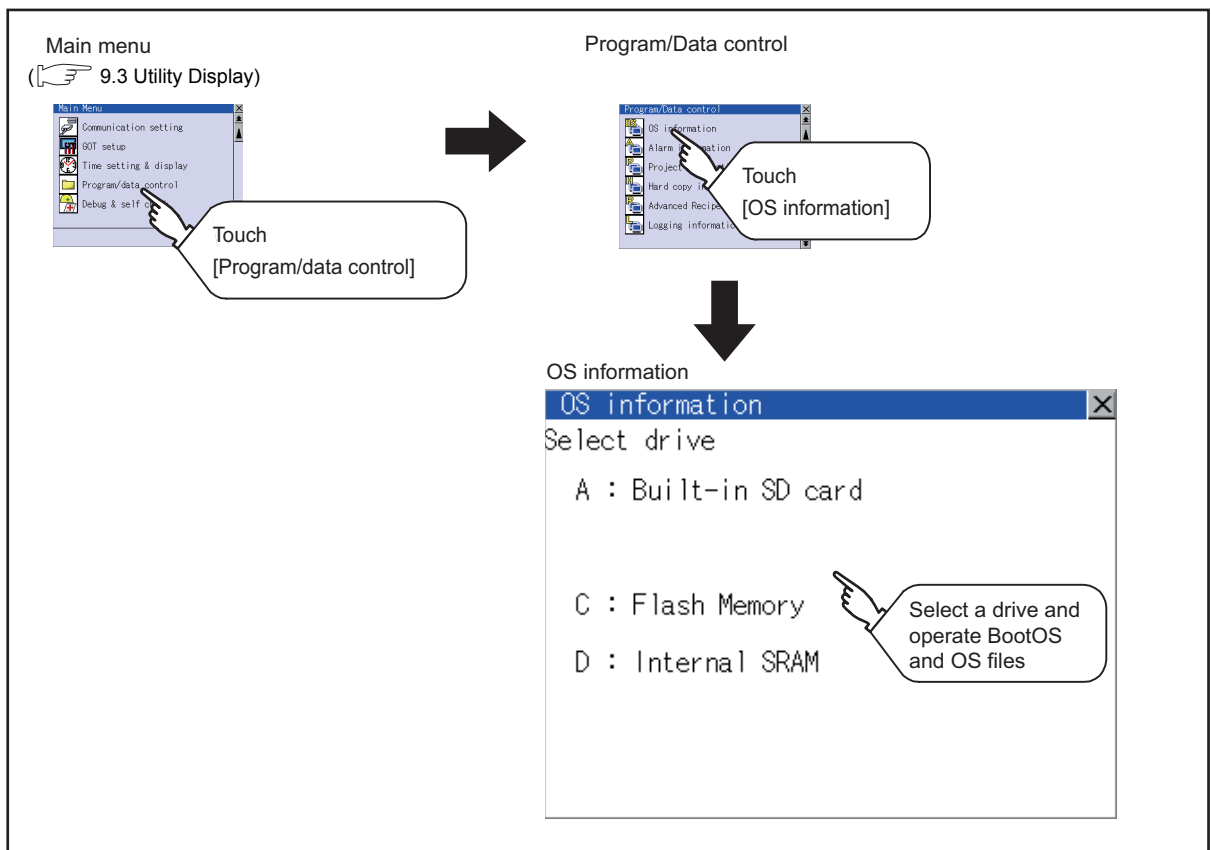 Main menu
( 9.3 Utility Display)
Main Menu
Communication setting
GOT setup
Time setting & display
Program/data control
Debug & self
Touch
[Program/data control]
Program/Data control
Program/Data control
OS information
Alarm
Project
Hard copy
Advanced Recipe
Logging
Touch
[OS information]
OS information
OS information
Select drive
A : Built-in SD card
C : Flash Memory
D : Internal SRAM
Select a drive and
operate BootOS
and OS files